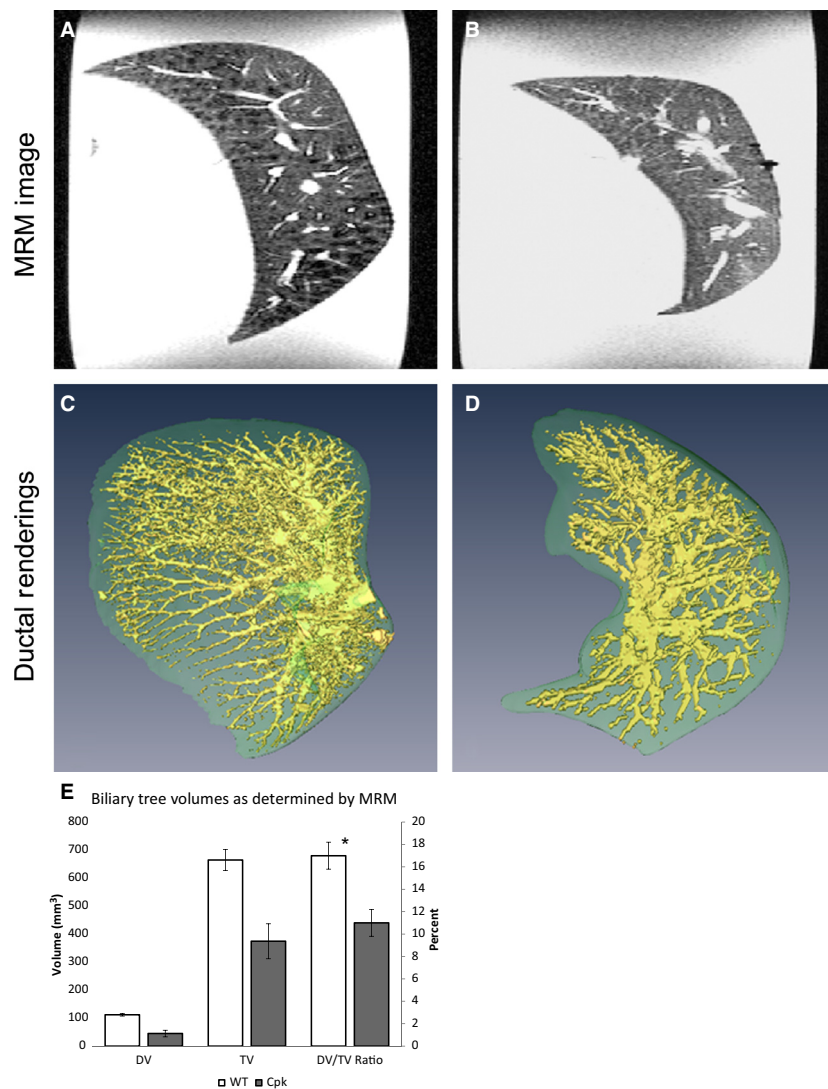 A
B
MRM image
C
D
Ductal renderings
E
Biliary tree volumes as determined by MRM
800
700
600
500
400
300
200
100
0
Volume (mm³)
*
20
18
16
14
12
10
8
6
4
2
0
Percent
DV
TV
DV/TV Ratio
WT
Cpk